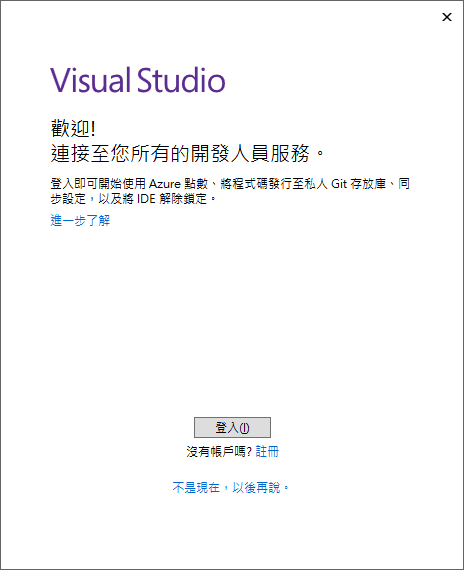 Visual Studio
歡迎!
連接至您所有的開發人員服務。
登入即可開始使用 Azure 點數、將程式碼發行至私人 Git 存放庫、同
步設定，以及將 IDE 解除鎖定。
進一步了解
登入(I)
沒有帳戶嗎? 註冊
不是現在，以後再說。